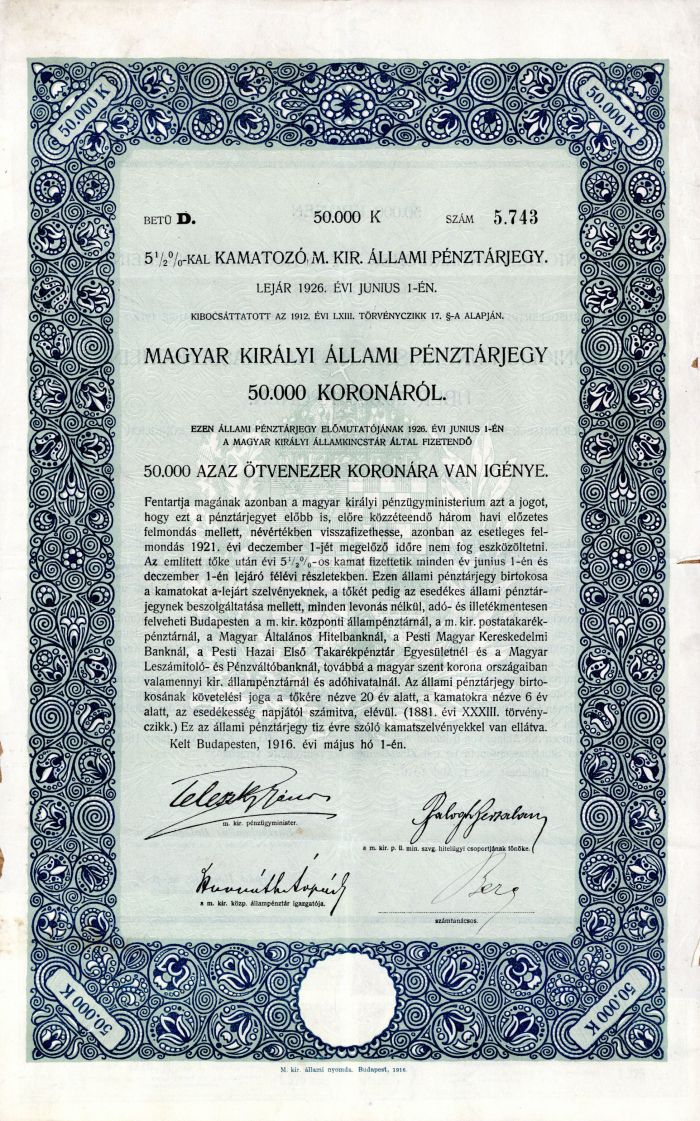 50.000 K
50.000 K
BETŰ D. 50.000 K SZÁM 5.743
5 1/2 %-KAL KAMATOZÓ M. KIR. ÁLLAMI PÉNZTÁRJEGY.
LEJÁR 1926. ÉVI JUNIUS 1-ÉN.
KIBOCSÁTTATOTT AZ 1912. ÉVI LXIII. TÖRVÉNYCZIKK 17. §-A ALAPJÁN.
MAGYAR KIRÁLYI ÁLLAMI PÉNZTÁRJEGY
50.000 KORONÁRÓL.
EZEN ÁLLAMI PÉNZTÁRJEGY ELŐMUTATÓJÁNAK 1926. ÉVI JUNIUS 1-ÉN
A MAGYAR KIRÁLYI ÁLLAMKINCSTÁR ÁLTAL FIZETENDŐ
50.000 AZAZ ÖTVENEZER KORONÁRA VAN IGÉNYE.
Fentartja magának azonban a magyar királyi pénzügyministerium azt a jogot,
hogy ezt a pénztárjegyet előbb is, előre közzéteendő három havi előzetes
felmondás mellett, névértékben visszafizethesse, azonban az esetleges fel-
mondás 1921. évi deczember 1-jét megelőző időre nem fog eszközöltetni.
Az említett tőke után évi 5 1/2 %-os kamat fizettetik minden év junius 1-én és
deczember 1-én lejáró félévi részletekben. Ezen állami pénztárjegy birtokosa
a kamatokat a lejárt szelvényeknek, a tőkét pedig az esedékes állami pénztár-
jegynek beszolgáltatása mellett, minden levonás nélkül, adó- és illetékmentesen
felveheti Budapesten a m. kir. központi állampénztárnál, a m. kir. postatakarék-
pénztárnál, a Magyar Általános Hitelbanknál, a Pesti Magyar Kereskedelmi
Banknál, a Pesti Hazai Első Takarékpénztár Egyesületnél és a Magyar
Leszámitoló- és Pénzváltóbanknál, továbbá a magyar szent korona országaiban
valamennyi kir. állampénztárnál és adóhivatalnál. Az állami pénztárjegy birto-
kosának követelési joga a tőkére nézve 20 év alatt, a kamatokra nézve 6 év
alatt, az esedékesség napjától számítva, elévül. (1881. évi XXXIII. törvény-
czikk.) Ez az állami pénztárjegy tiz évre szóló kamatszelvényekkel van ellátva.
Kelt Budapesten, 1916. évi május hó 1-én.
Teleszky János
m. kir. pénzügyminister.
Balogh Berzalan
a m. kir. p. ü. min. szvg. hitelügyi csoportjának főnöke.
Horváth Árpád
a m. kir. közp. állampénztár igazgatója.
Berg
számtanácsos.
50.000 K
50.000 K
M. kir. állami nyomda. Budapest, 1916.